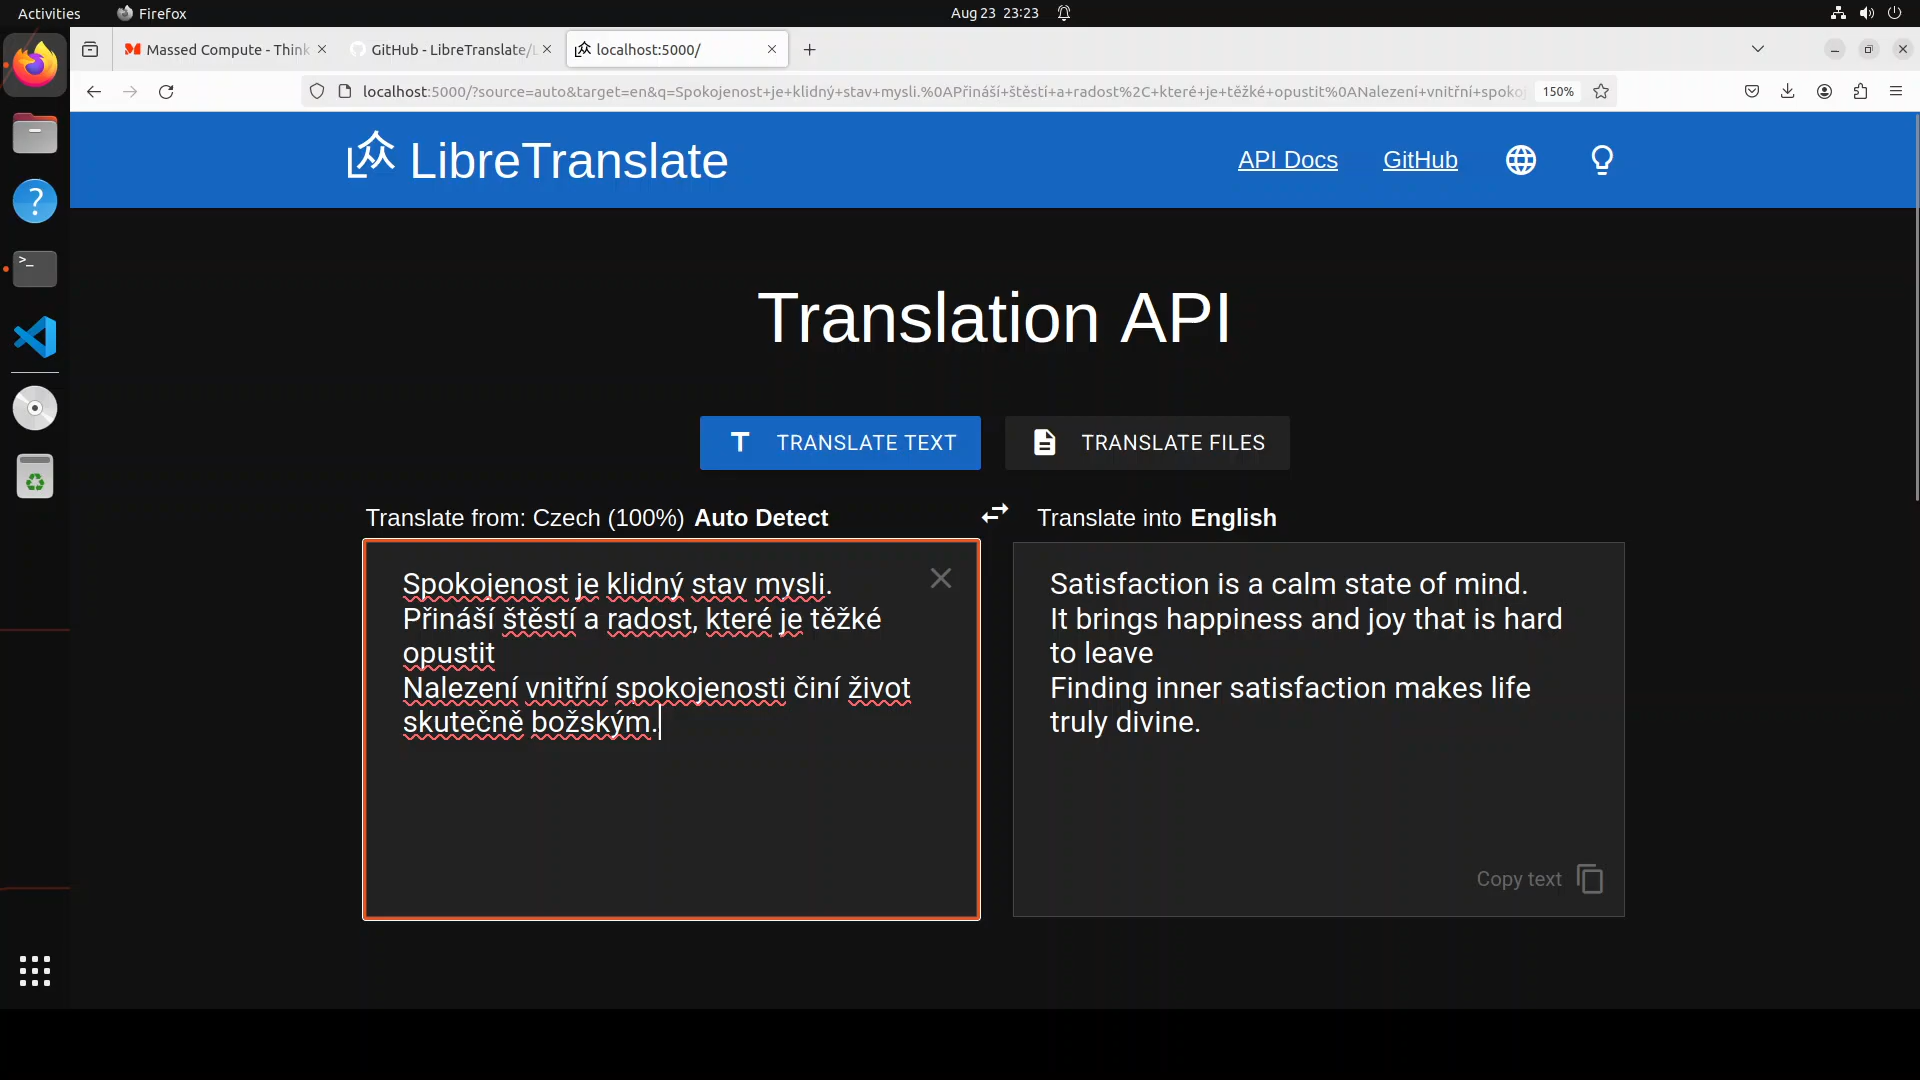 Activities
Firefox
Aug 23 23:23
Massed Compute - Think
GitHub - LibreTranslate/L
localhost:5000/
localhost:5000/?source=auto&target=en&q=Spokojenost+je+klidný+stav+mysli.%0APřináší+štěstí+a+radost%2C+které+je+těžké+opustit%0ANalezení+vnitřní+spokoj
150%
LibreTranslate
API Docs
GitHub
Translation API
TRANSLATE TEXT
TRANSLATE FILES
Translate from: Czech (100%) Auto Detect
Translate into English
Spokojenost je klidný stav mysli.
Přináší štěstí a radost, které je těžké
opustit
Nalezení vnitřní spokojenosti činí život
skutečně božským.
Satisfaction is a calm state of mind.
It brings happiness and joy that is hard
to leave
Finding inner satisfaction makes life
truly divine.
Copy text